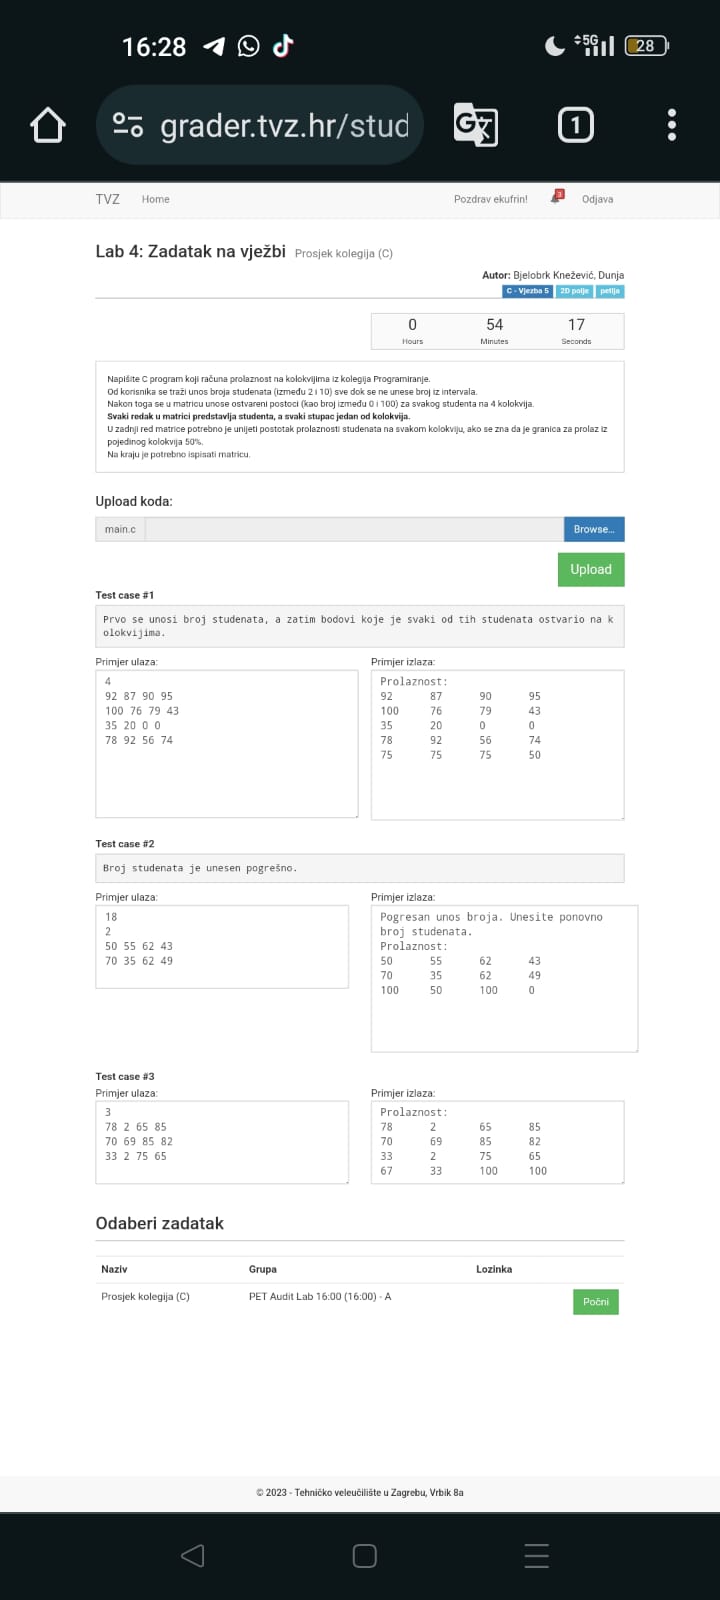 16:28
5G
28
grader.tvz.hr/stud
1
TVZ Home Pozdrav ekufrin! 3 Odjava
Lab 4: Zadatak na vježbi Prosjek kolegija (C)
Autor: Bjelobrk Knežević, Dunja
C - Vjezba 5 2D polje petlja
0 54 17
Hours Minutes Seconds
Napišite C program koji računa prolaznost na kolokvijima iz kolegija Programiranje.
Od korisnika se traži unos broja studenata (između 2 i 10) sve dok se ne unese broj iz intervala.
Nakon toga se u matricu unose ostvareni postoci (kao broj između 0 i 100) za svakog studenta na 4 kolokvija.
Svaki redak u matrici predstavlja studenta, a svaki stupac jedan od kolokvija.
U zadnji red matrice potrebno je unijeti postotak prolaznosti studenata na svakom kolokviju, ako se zna da je granica za prolaz iz
pojedinog kolokvija 50%.
Na kraju je potrebno ispisati matricu.
Upload koda:
main.c Browse...
Upload
Test case #1
Prvo se unosi broj studenata, a zatim bodovi koje je svaki od tih studenata ostvario na k
olokvijima.
Primjer ulaza:
4
92 87 90 95
100 76 79 43
35 20 0 0
78 92 56 74
Primjer izlaza:
Prolaznost:
92 87 90 95
100 76 79 43
35 20 0 0
78 92 56 74
75 75 75 50
Test case #2
Broj studenata je unesen pogrešno.
Primjer ulaza:
18
2
50 55 62 43
70 35 62 49
Primjer izlaza:
Pogresan unos broja. Unesite ponovno
broj studenata.
Prolaznost:
50 55 62 43
70 35 62 49
100 50 100 0
Test case #3
Primjer ulaza:
3
78 2 65 85
70 69 85 82
33 2 75 65
Primjer izlaza:
Prolaznost:
78 2 65 85
70 69 85 82
33 2 75 65
67 33 100 100
Odaberi zadatak
Naziv Grupa Lozinka
Prosjek kolegija (C) PET Audit Lab 16:00 (16:00) - A Počni
© 2023 - Tehničko veleučilište u Zagrebu, Vrbik 8a